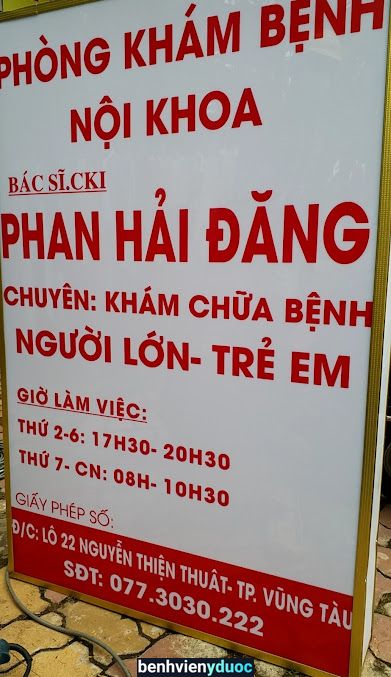 PHÒNG KHÁM BỆNH
NỘI KHOA
BÁC SĨ.CKI
PHAN HẢI ĐĂNG
CHUYÊN: KHÁM CHỮA BỆNH
NGƯỜI LỚN- TRẺ EM
GIỜ LÀM VIỆC:
THỨ 2-6: 17H30- 20H30
THỨ 7- CN: 08H- 10H30
GIẤY PHÉP SỐ:
Đ/C: LÔ 22 NGUYỄN THIỆN THUẬT- TP. VŨNG TÀU
SĐT: 077.3030.222
benhvienyduoc